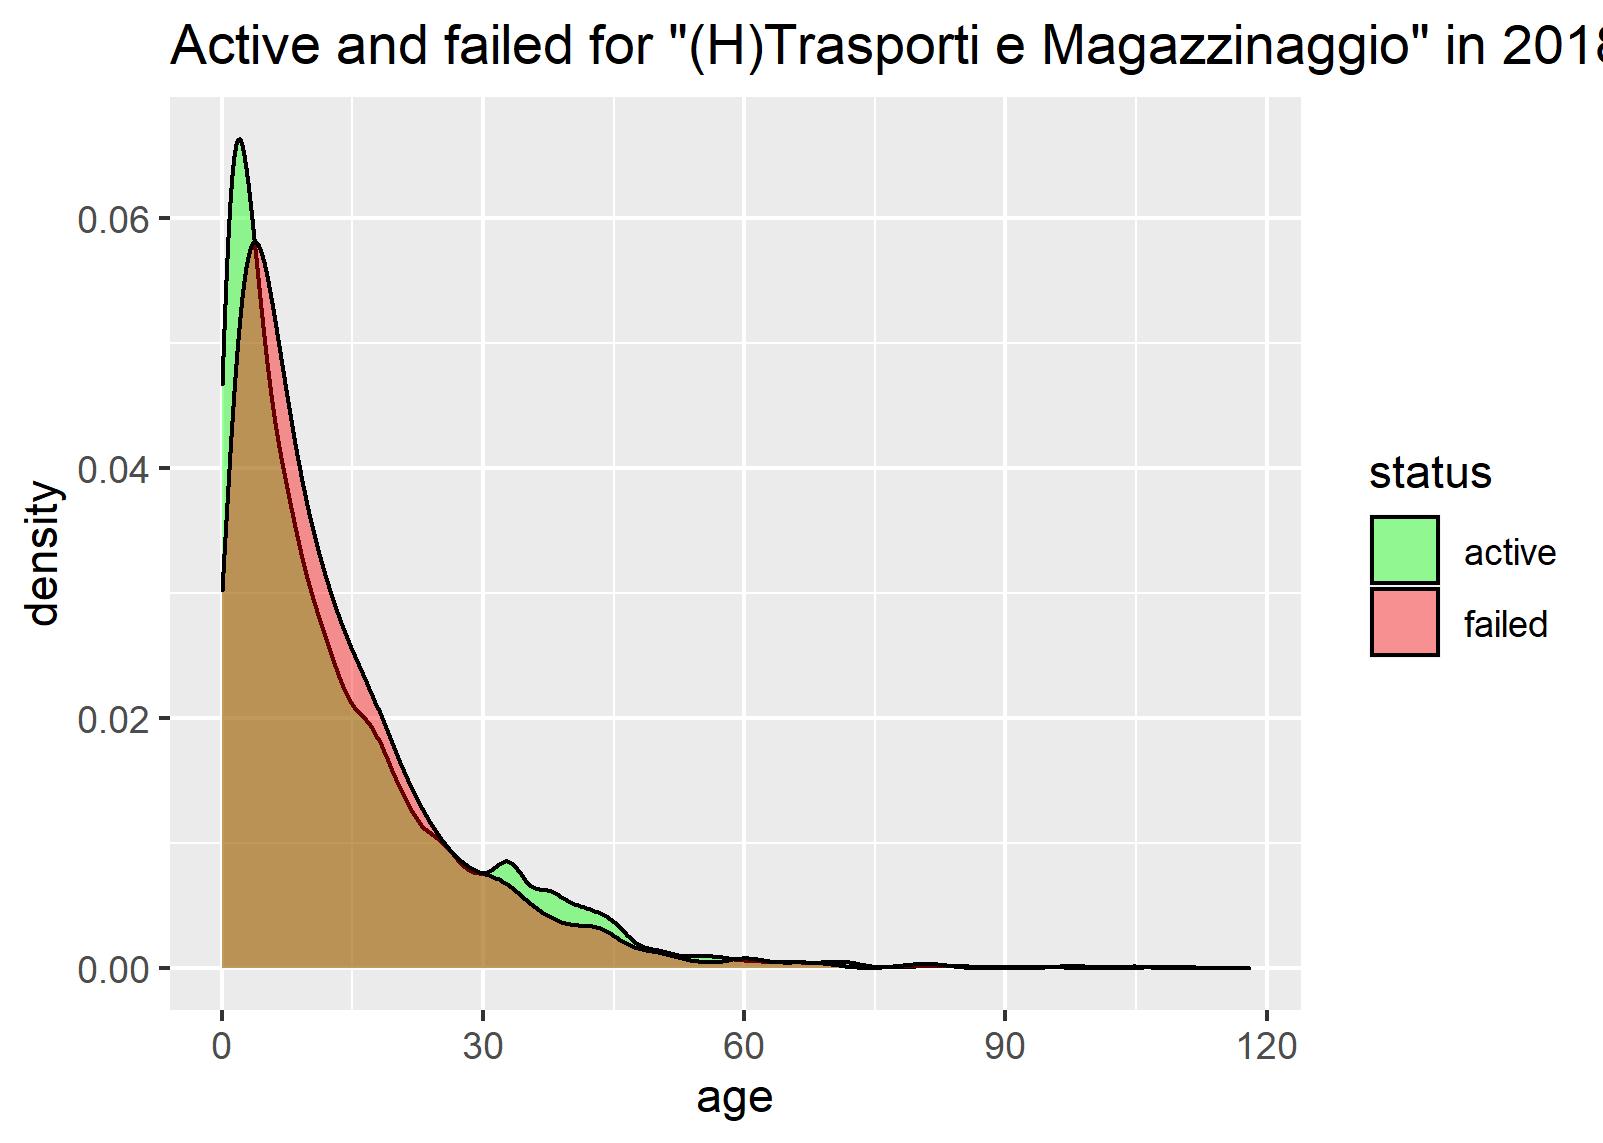 Active and failed for "(H)Trasporti e Magazzinaggio" in 2018
0.06
0.04
0.02
0.00
density
0
30
60
90
120
age
status
active
failed